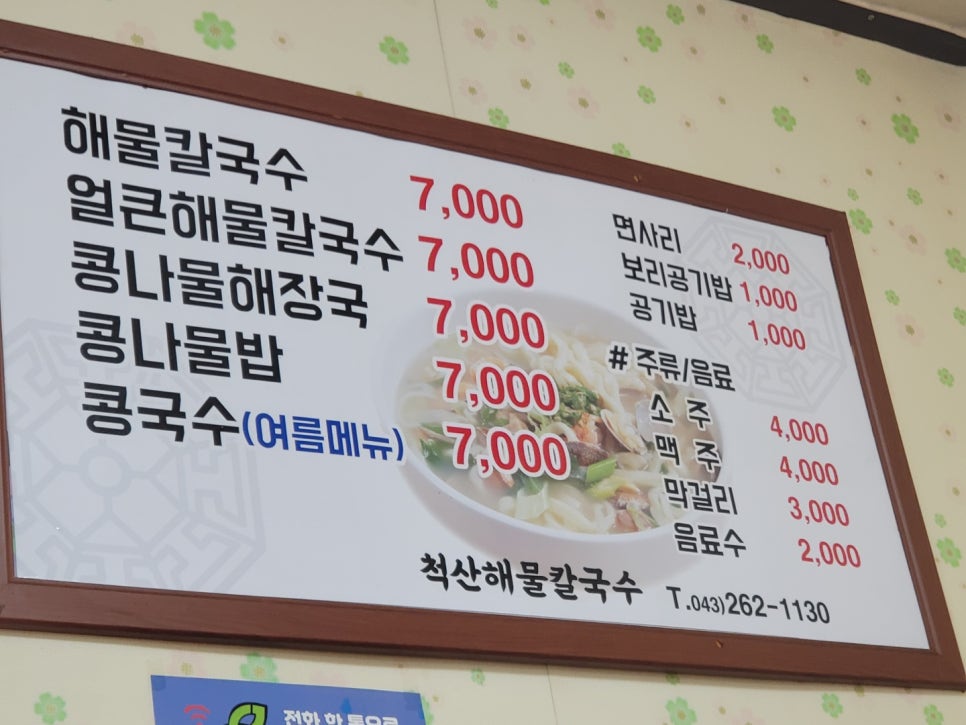 해물칼국수 7,000
얼큰해물칼국수 7,000
콩나물해장국 7,000
콩나물밥 7,000
콩국수(여름메뉴) 7,000
면사리 2,000
보리공기밥 1,000
공기밥 1,000
# 주류/음료
소 주 4,000
맥 주 4,000
막걸리 3,000
음료수 2,000
척산해물칼국수 T.043)262-1130
전화 한 통으로